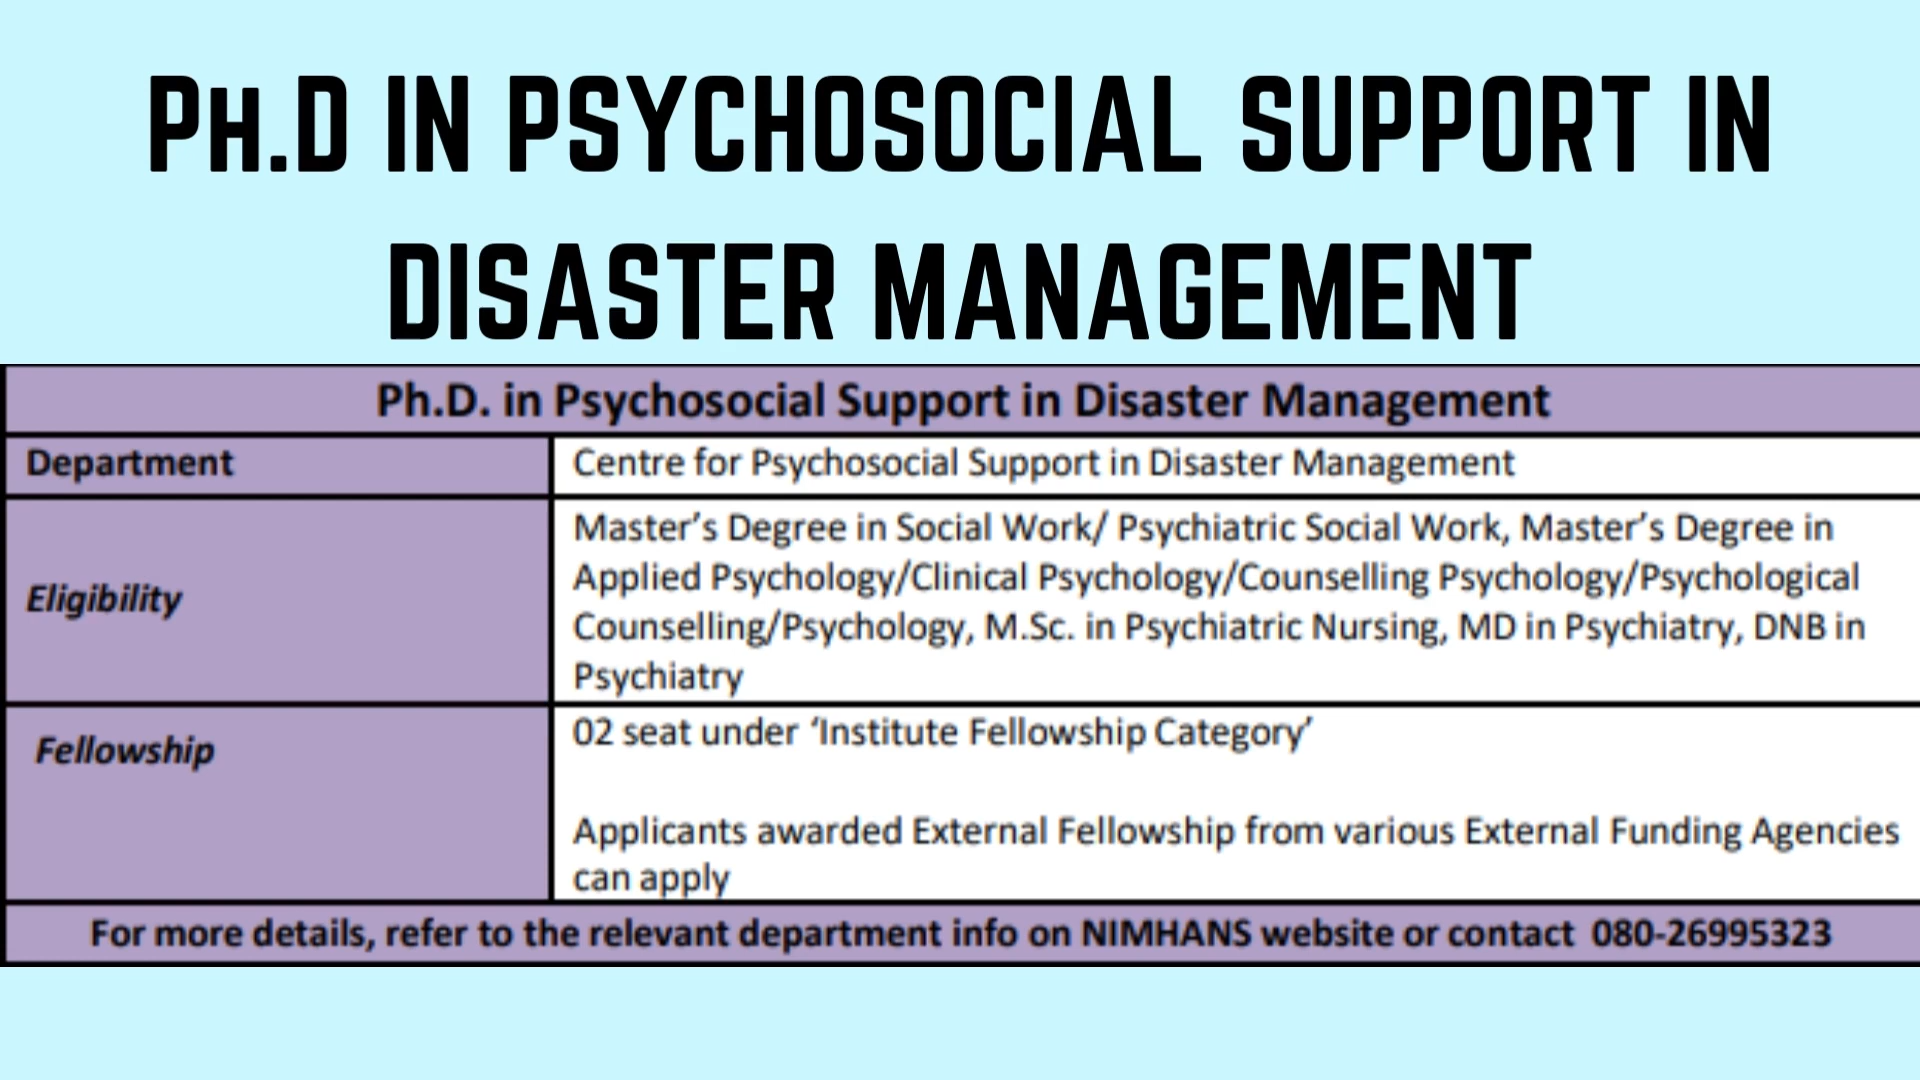 Ph.D IN PSYCHOSOCIAL SUPPORT IN
DISASTER MANAGEMENT
Ph.D. in Psychosocial Support in Disaster Management
Department
Centre for Psychosocial Support in Disaster Management
Eligibility
Master’s Degree in Social Work/ Psychiatric Social Work, Master’s Degree in
Applied Psychology/Clinical Psychology/Counselling Psychology/Psychological
Counselling/Psychology, M.Sc. in Psychiatric Nursing, MD in Psychiatry, DNB in
Psychiatry
Fellowship
02 seat under ‘Institute Fellowship Category’
Applicants awarded External Fellowship from various External Funding Agencies
can apply
For more details, refer to the relevant department info on NIMHANS website or contact 080-26995323